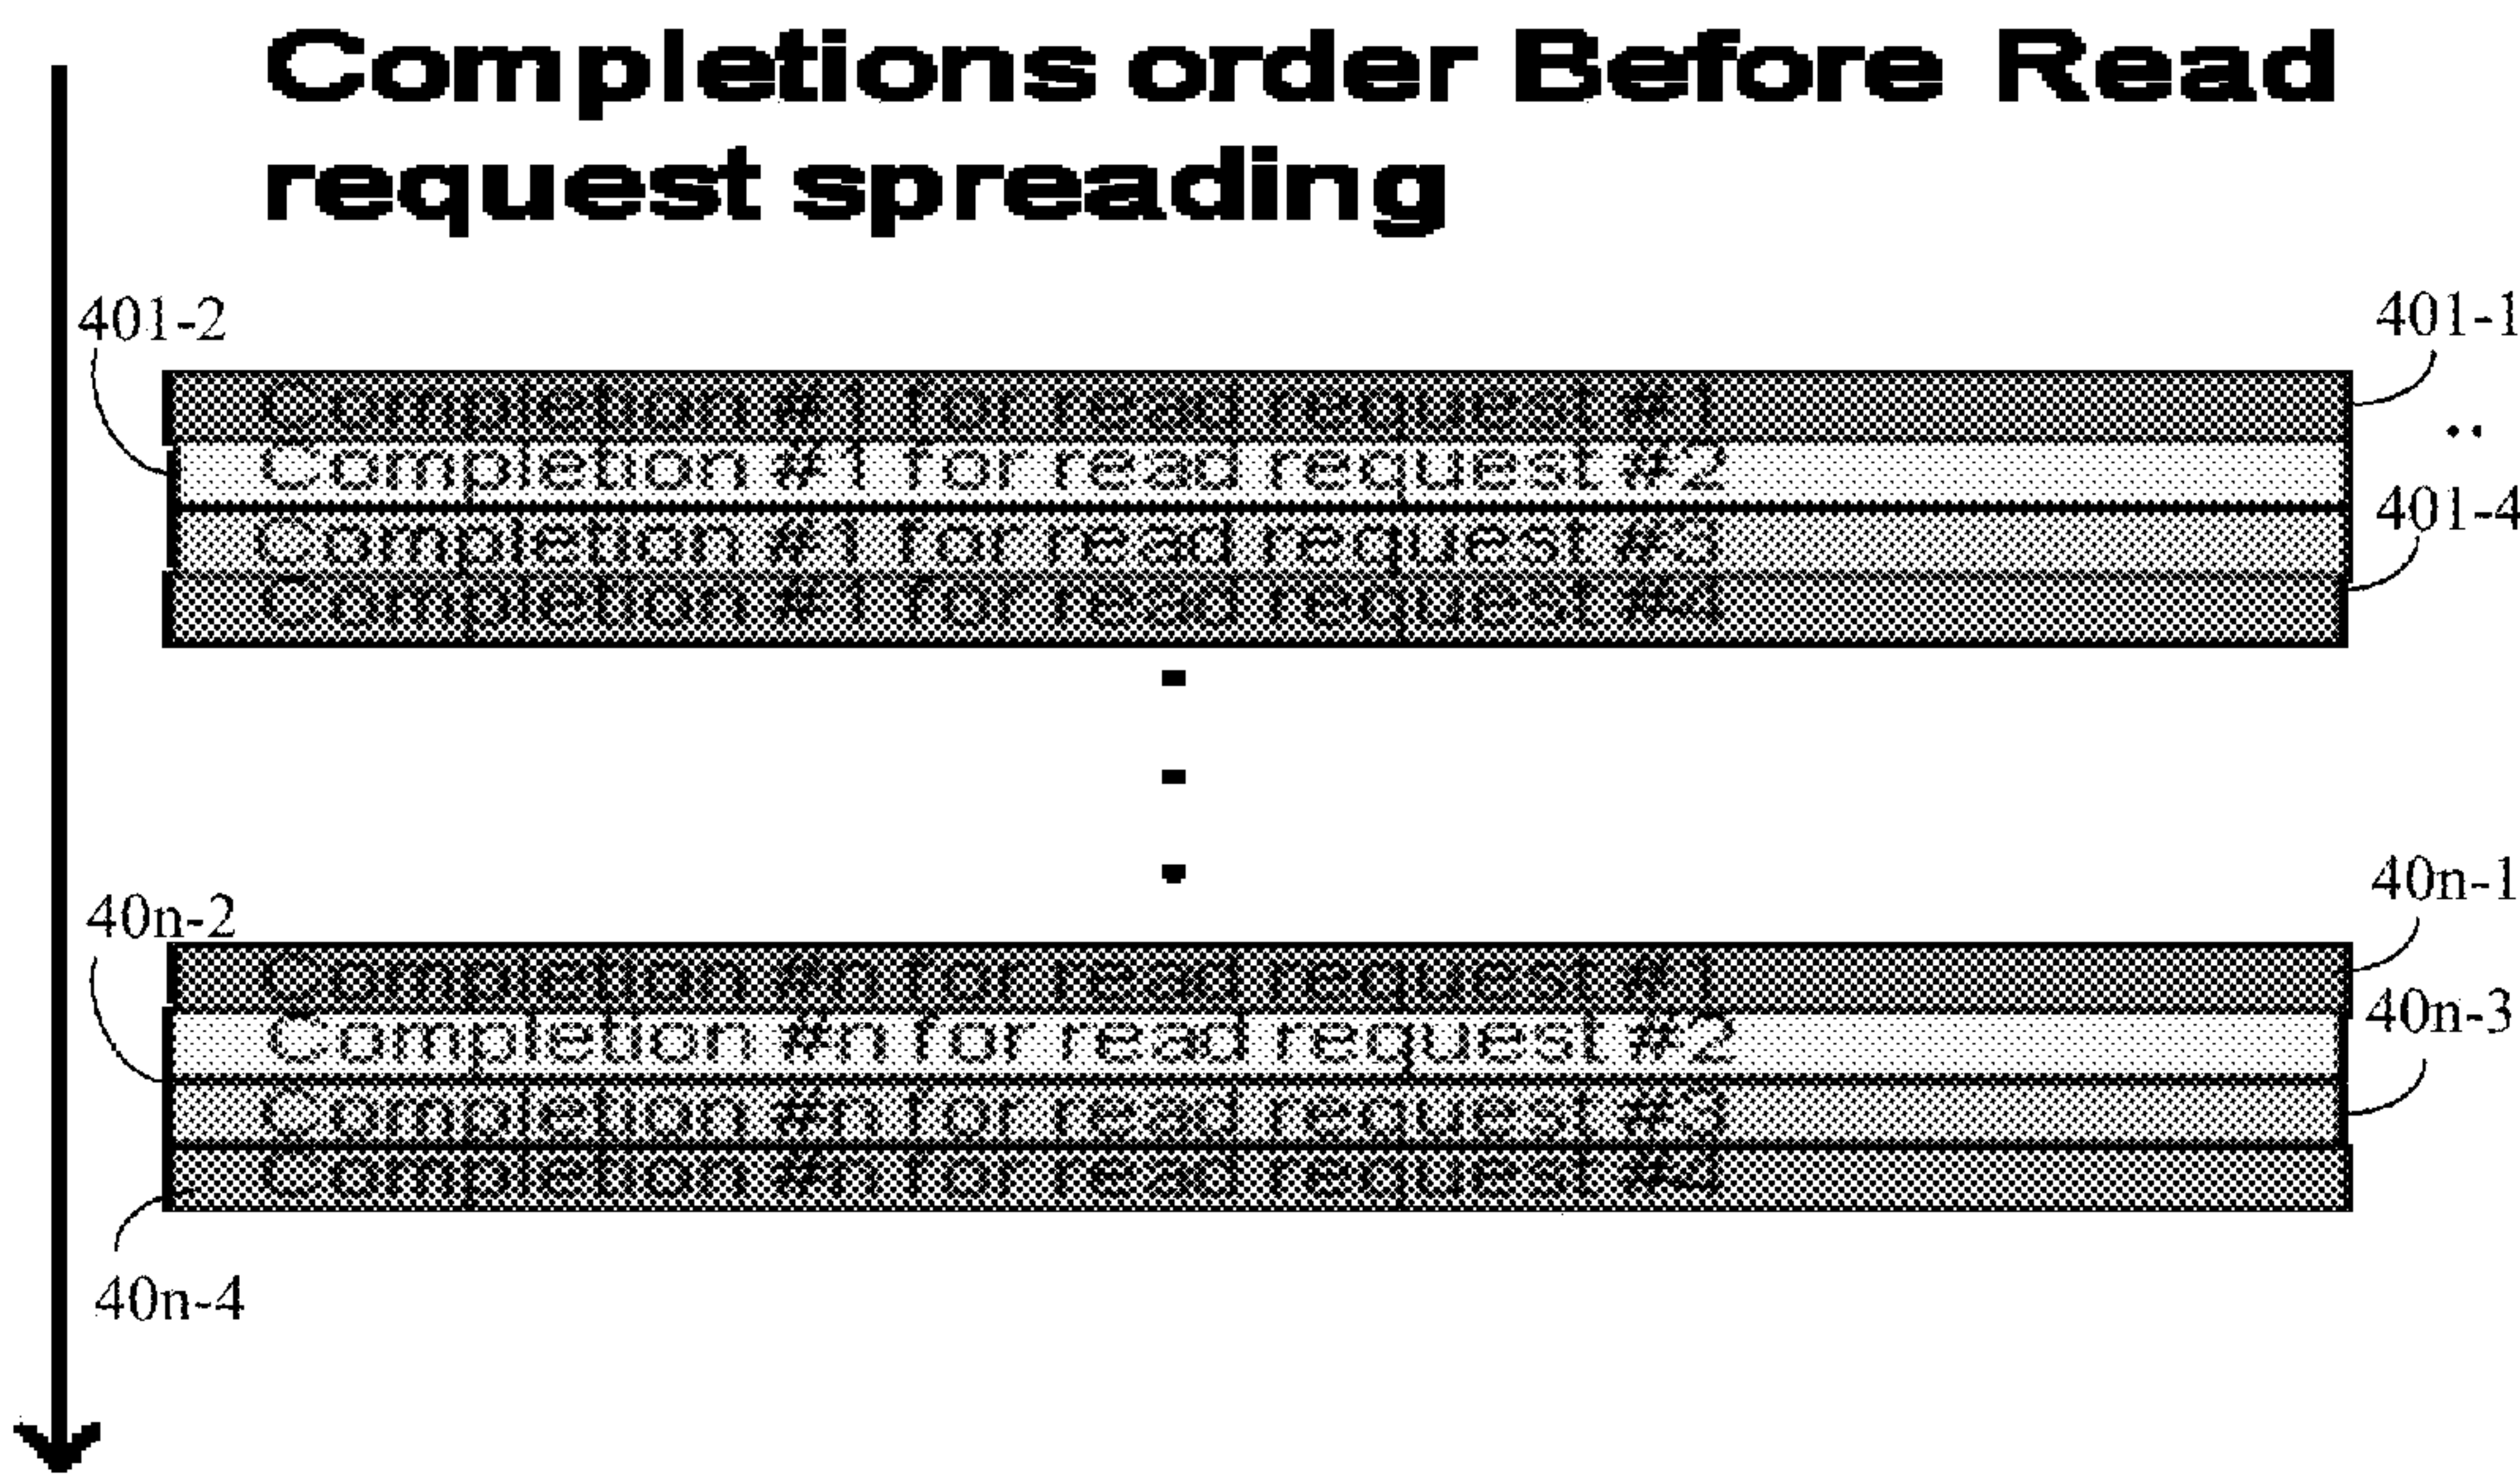 Completions order Before Read
request spreading
401-2
401-1
Completion #1 for read request #1
Completion #1 for read request #2
401-4
Completion #1 for read request #3
Completion #1 for read request #4
40n-1
40n-2
Completion #n for read request #1
40n-3
Completion #n for read request #2
Completion #n for read request #3
Completion #n for read request #4
40n-4